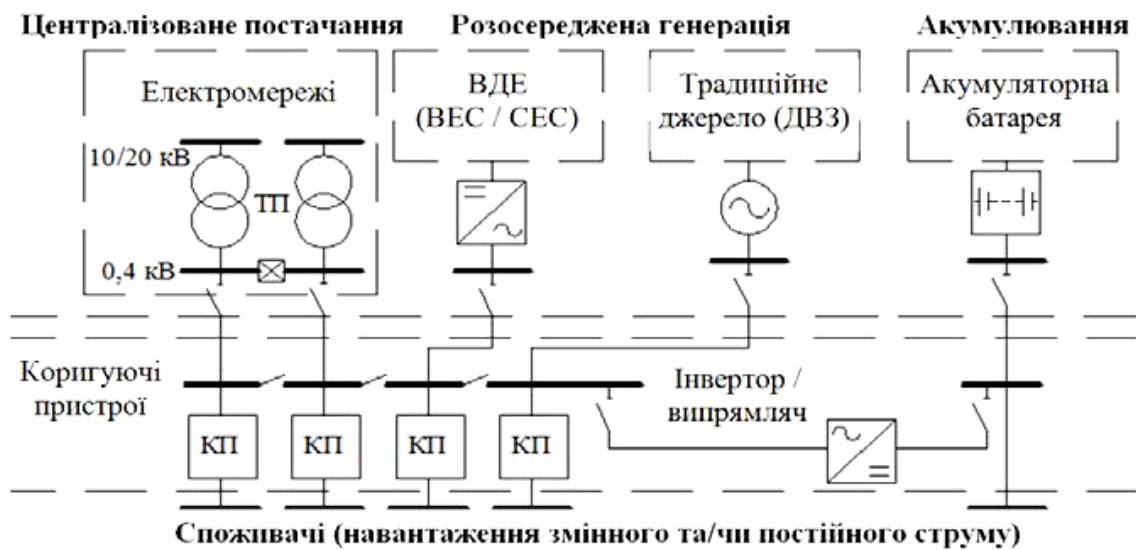 Централізоване постачання
Розосереджена генерація
Акумулювання
Електромережі
ВДЕ
(ВЕС / СЕС)
Традиційне
джерело (ДВЗ)
Акумуляторна
батарея
10/20 кВ
ТП
0,4 кВ
Коригуючі
пристрої
Інвертор /
випрямляч
КП
КП
КП
КП
Споживачі (навантаження змінного та/чи постійного струму)